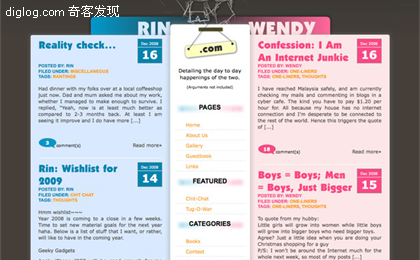 diglog.com 奇客发现
RIN
WENDY
Reality check...
Dec 2008
16
POSTED BY: RIN
FILED UNDER: MISCELLANEOUS
TAGS: RANTINGS
Had dinner with my folks over at a local coffeeshop
just now. Dad and Mum asked me about my work,
whether I managed to make enough to survive. I
replied, "Yeah, now is at least much better as
compared to 2-3 months back. At least I am
seeing it improve and I do have to [...]
3 comment(s)
Read more»
Rin: Wishlist for
2009
Dec 2008
14
POSTED BY: RIN
FILED UNDER: CHIT-CHAT
TAGS: THOUGHTS
Hmm wishlist~~~
Year 2008 is coming to a close in a few weeks.
Time to set new material goals for the new year
haha. Below is a list of stuff that I want, or rather,
will like to have in the coming year.
Geeky Gadgets
.com
Detailing the day to day
happenings of the two.
(Arguments not included)
PAGES
Home
About Us
Gallery
Guestbook
Links
FEATURED
Chit-Chat
Tug-O-War
CATEGORIES
Books
Contest
Confession: I Am
An Internet Junkie
Dec 2008
16
POSTED BY: WENDY
FILED UNDER: ONE-LINERS
TAGS: ONE-LINERS, THOUGHTS
I have reached Malaysia safely, and am currently
checking my mails and commenting in blogs in a
cyber cafe. The kind you have to pay $1.20 per
hour for. All because my house has no internet
connection and I'm desperate to be connected to
the rest of the world. Hence this triggers the quote
of [...]
18 comment(s)
Read more»
Boys = Boys; Men
= Boys, Just Bigger
Dec 2008
15
POSTED BY: WENDY
FILED UNDER: ONE-LINERS
TAGS: ONE-LINERS, THOUGHTS
To quote from my hubby:
Little girls will grow into women while little boys
will grow into bigger boys who need bigger toys.
Agree? Just a little idea when you are doing your
Christmas shopping for a guy
P/S: I won't be around the Internet much for the
whole next week, so most of my posts [...]